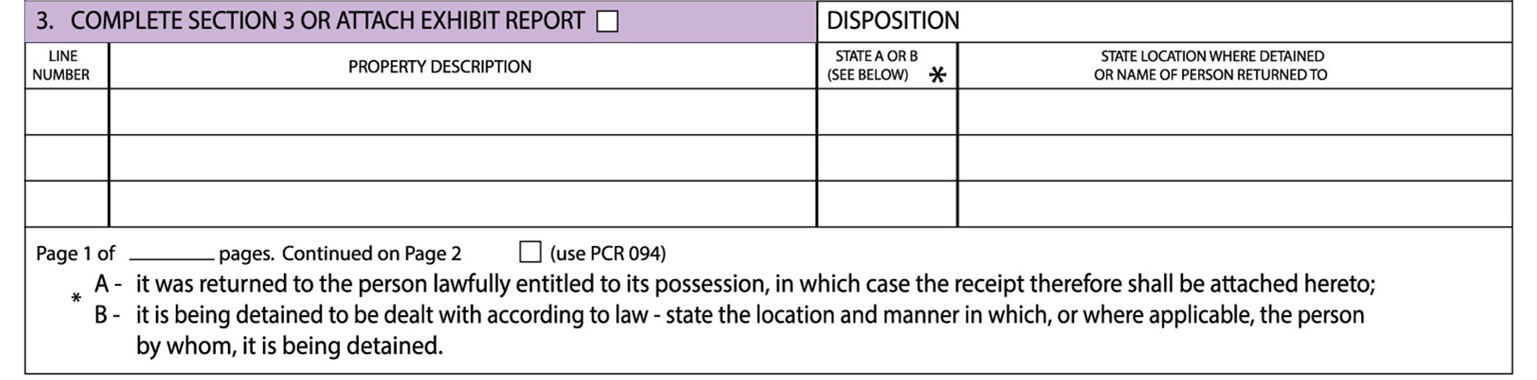 3. COMPLETE SECTION 3 OR ATTACH EXHIBIT REPORT ☐
DISPOSITION
LINE
NUMBER
PROPERTY DESCRIPTION
STATE A OR B
(SEE BELOW) *
STATE LOCATION WHERE DETAINED
OR NAME OF PERSON RETURNED TO
Page 1 of ________ pages. Continued on Page 2 ☐ (use PCR 094)
* A - it was returned to the person lawfully entitled to its possession, in which case the receipt therefore shall be attached hereto;
B - it is being detained to be dealt with according to law - state the location and manner in which, or where applicable, the person
by whom, it is being detained.